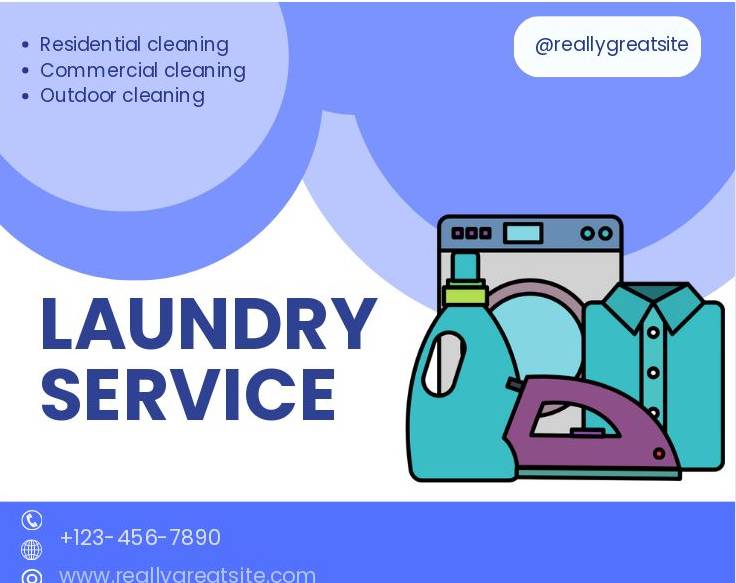 • Residential cleaning
• Commercial cleaning
• Outdoor cleaning
@reallygreatsite
LAUNDRY
SERVICE
+123-456-7890
www.reallygreatsite.com